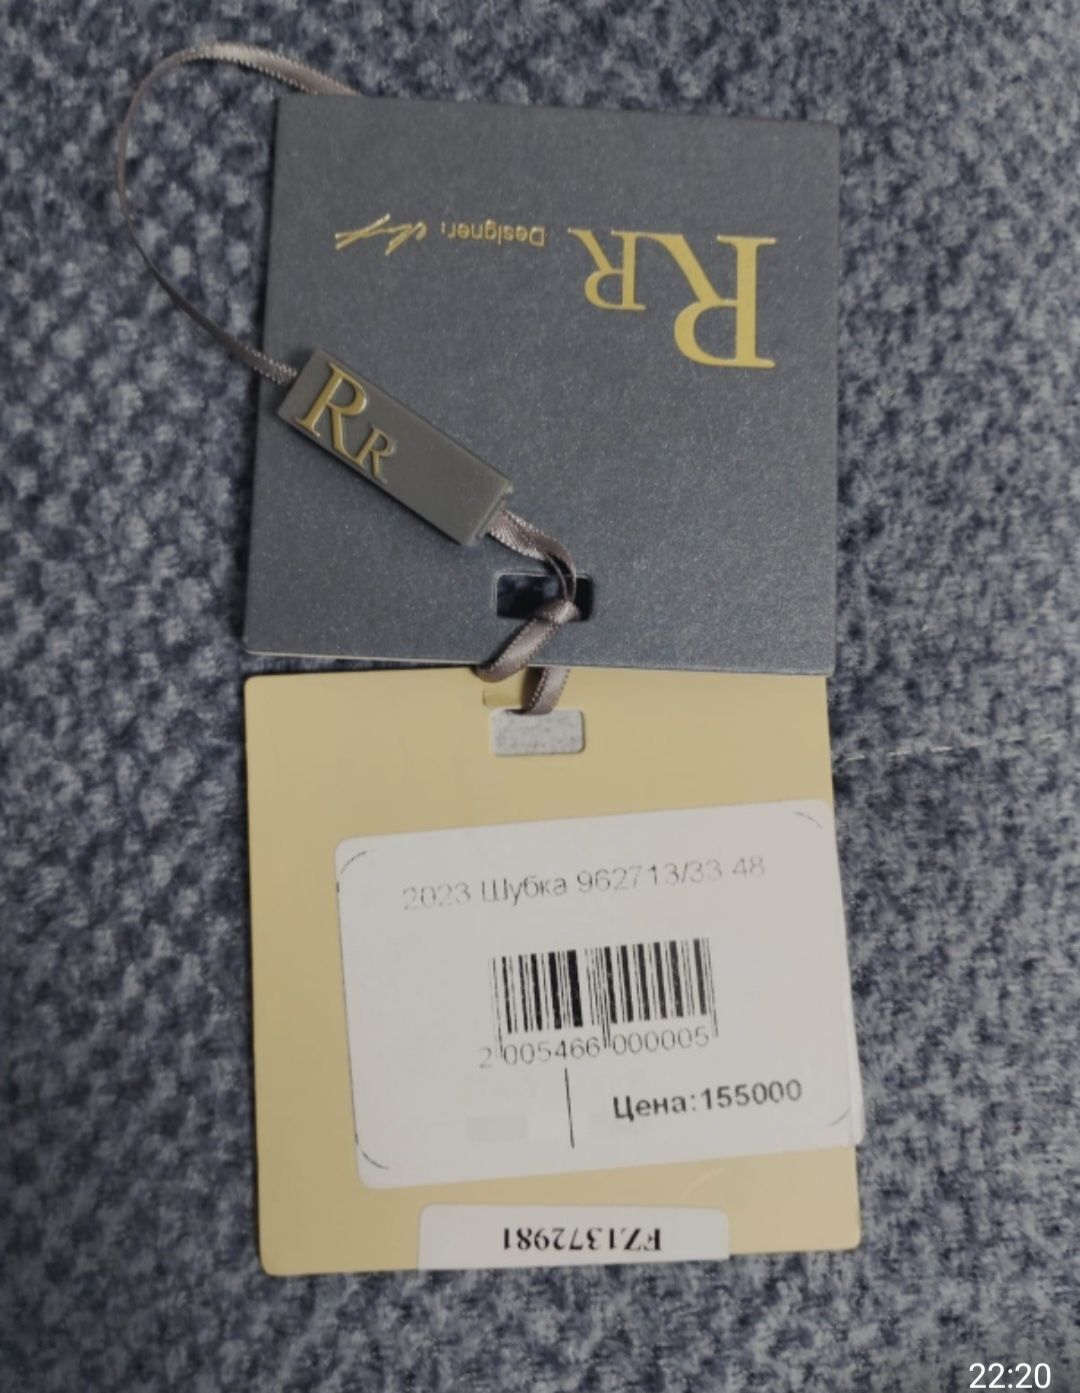 RR Designer:
RR
2023 Шубка 962713/33 48
2 005466 000005
Цена:155000
FZ1372981
22:20